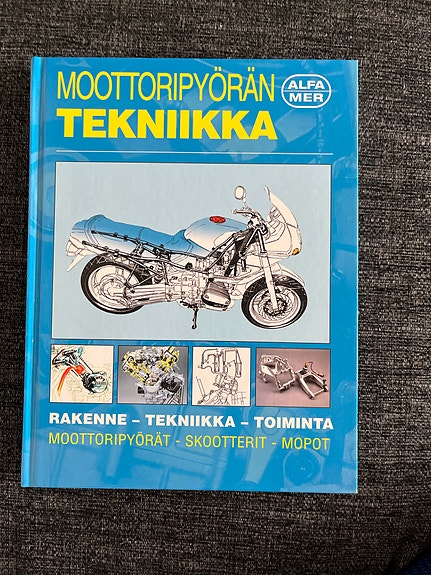 MOOTTORIPYÖRÄN
ALFA
MER
TEKNIIKKA
RAKENNE – TEKNIIKKA – TOIMINTA
MOOTTORIPYÖRÄT - SKOOTTERIT - MOPOT